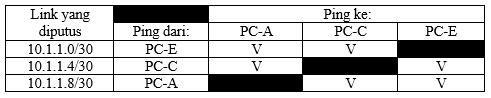 Link yang diputus
Ping ke:
Ping dari: PC-A PC-C PC-E
10.1.1.0/30 PC-E V V
10.1.1.4/30 PC-C V V
10.1.1.8/30 PC-A V V